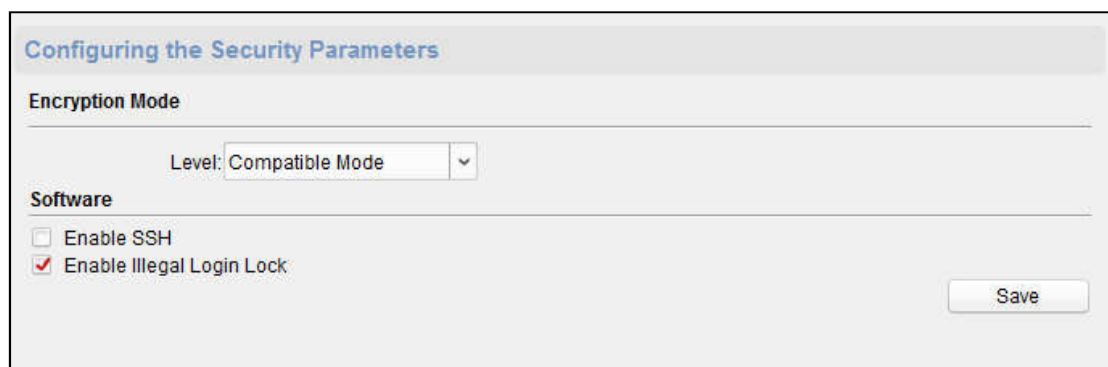 Configuring the Security Parameters
Encryption Mode
Level: Compatible Mode
Software
Enable SSH
Enable Illegal Login Lock
Save